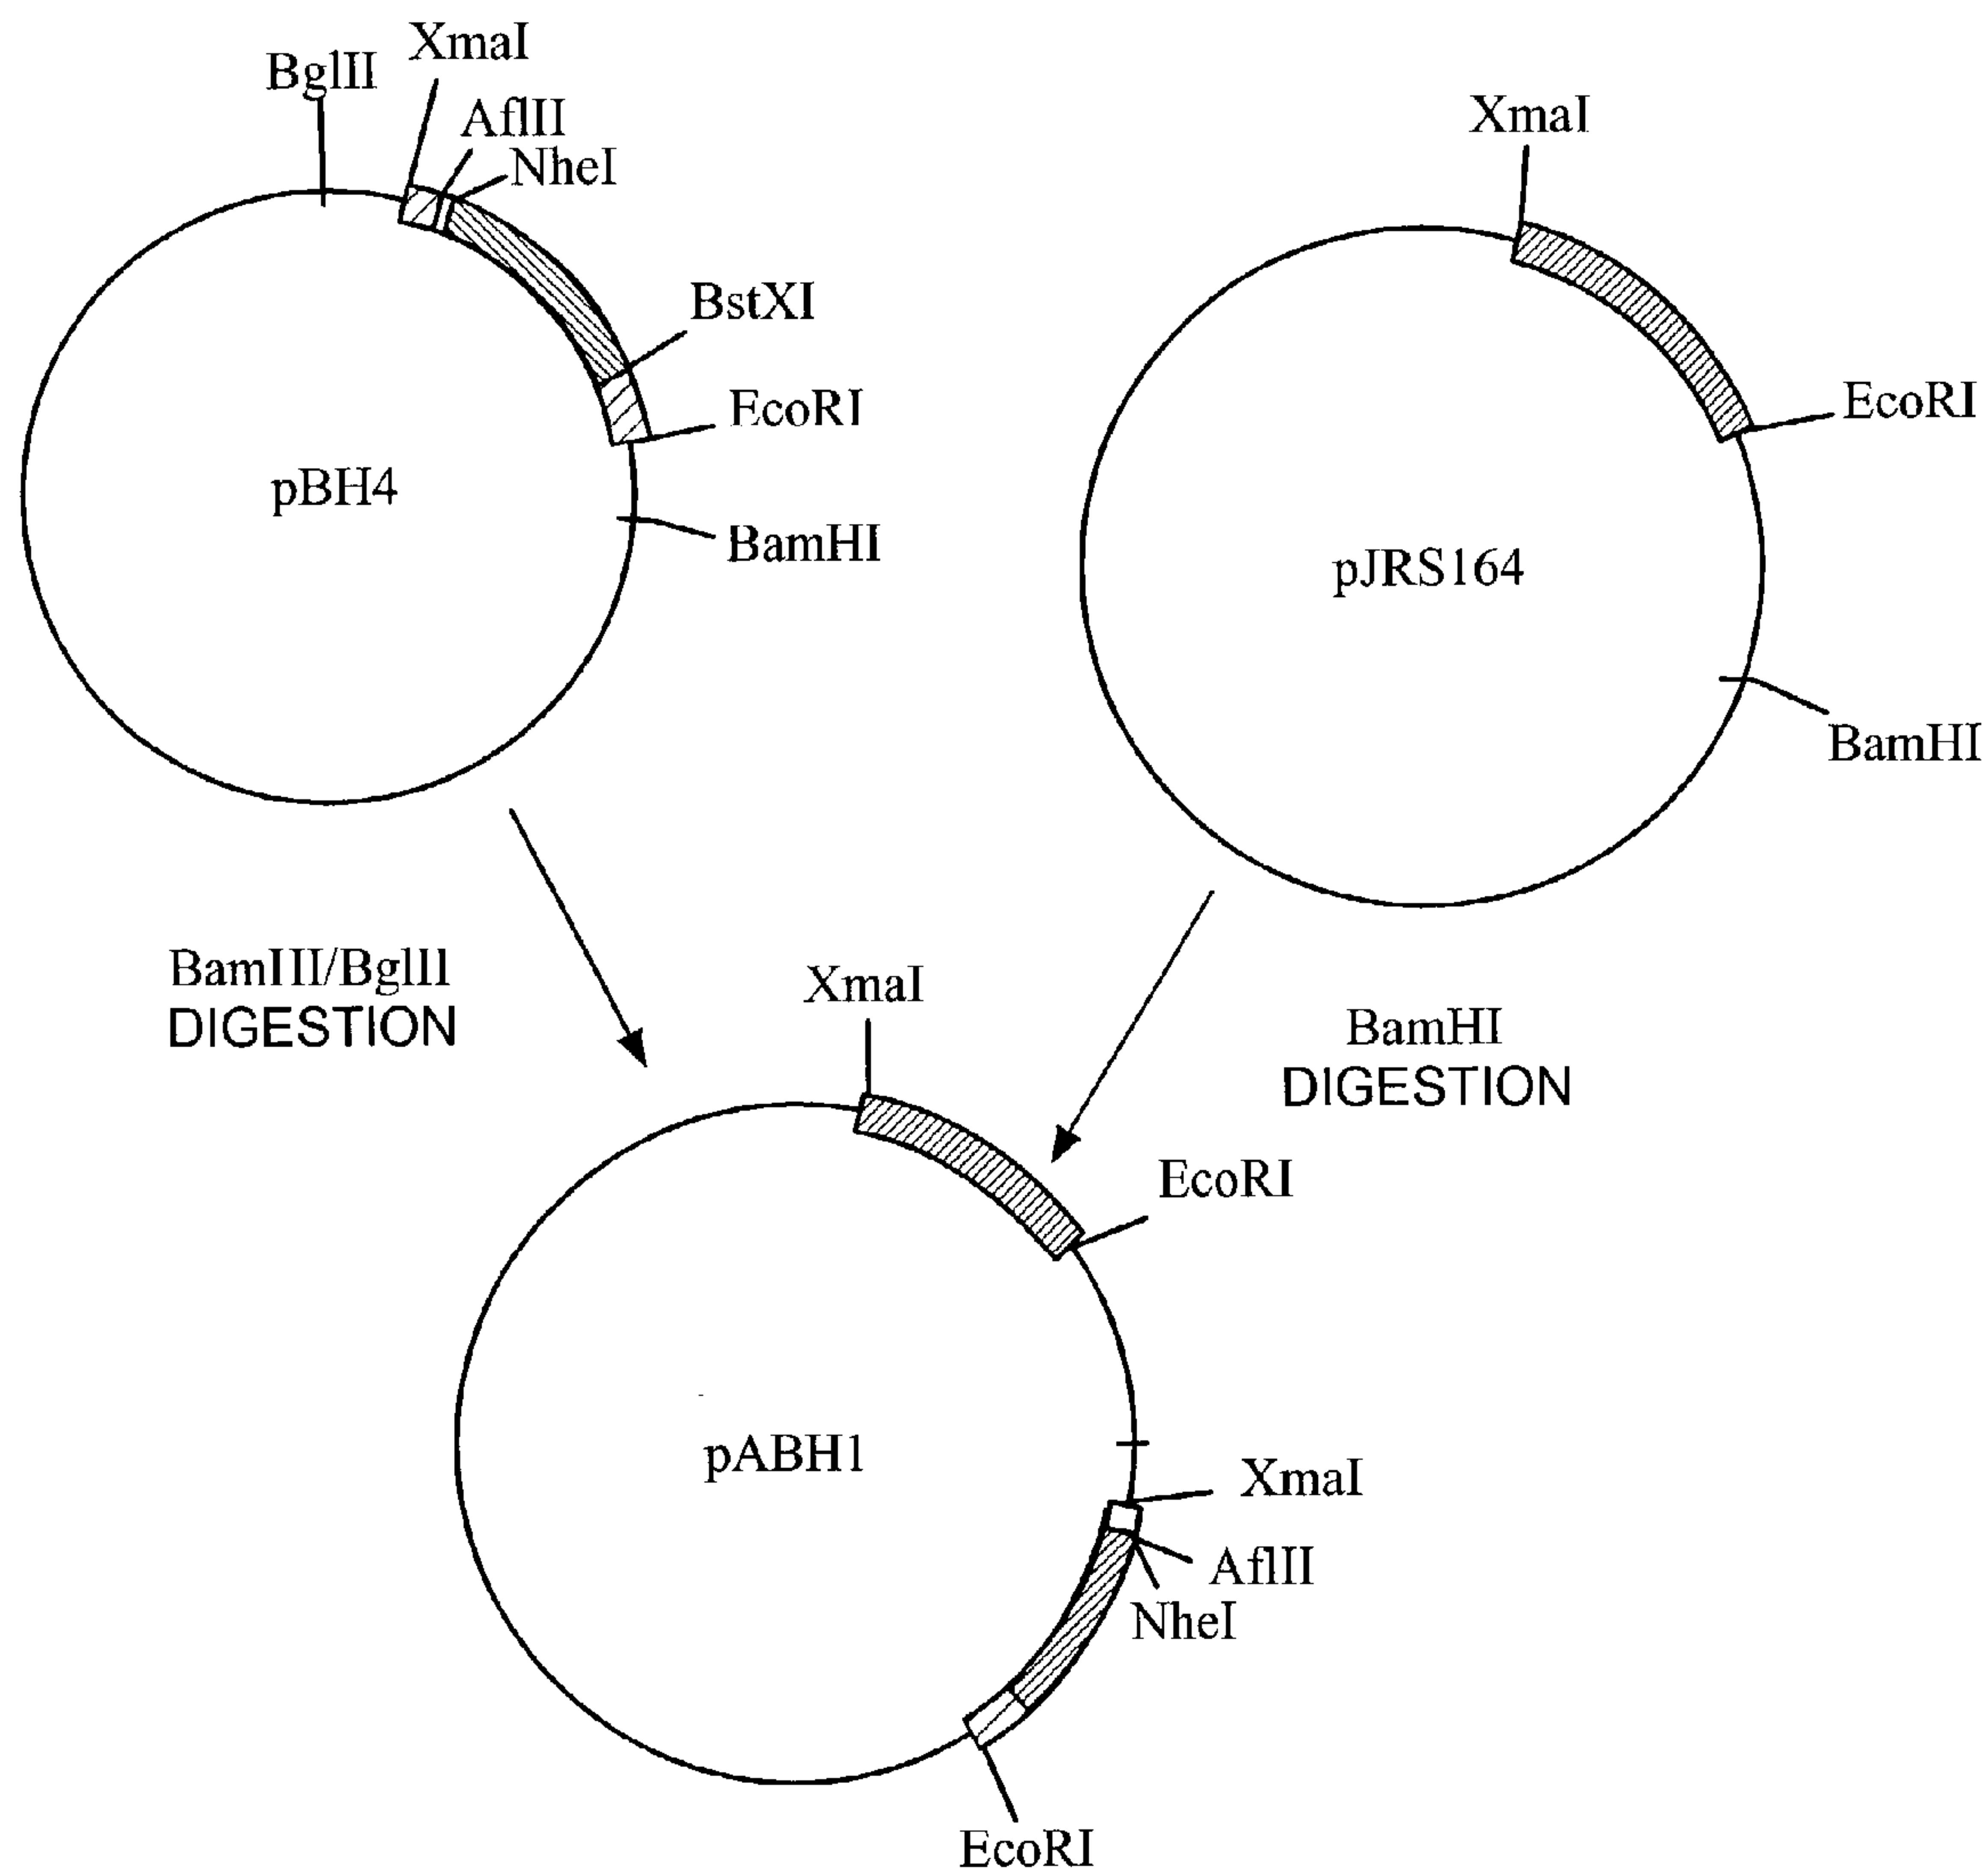 XmaI
BglII
AflII
NheI
BstXI
EcoRI
pBH4
BamHI
XmaI
EcoRI
pJRS164
BamHI
BamIII/BglII
DIGESTION
BamHI
DIGESTION
XmaI
EcoRI
pABH1
XmaI
AflII
NheI
EcoRI